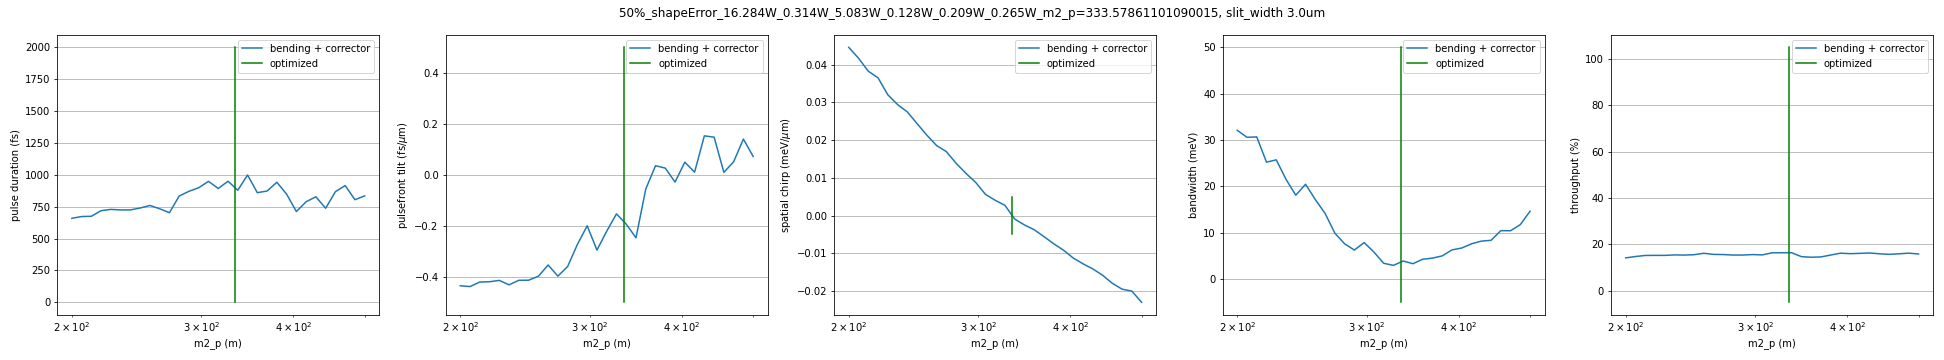 50%_shapeError_16.284W_0.314W_5.083W_0.128W_0.209W_0.265W_m2_p=333.57861101090015, slit_width 3.0um
pulse duration (fs)
2000
1750
1500
1250
1000
750
500
250
0
bending + corrector
optimized
2 × 10²
3 × 10²
4 × 10²
m2_p (m)
pulsefront tilt (fs/μm)
0.4
0.2
0.0
−0.2
−0.4
bending + corrector
optimized
2 × 10²
3 × 10²
4 × 10²
m2_p (m)
spatial chirp (meV/μm)
0.04
0.03
0.02
0.01
0.00
−0.01
−0.02
bending + corrector
optimized
2 × 10²
3 × 10²
4 × 10²
m2_p (m)
bandwidth (meV)
50
40
30
20
10
0
bending + corrector
optimized
2 × 10²
3 × 10²
4 × 10²
m2_p (m)
throughput (%)
100
80
60
40
20
0
bending + corrector
optimized
2 × 10²
3 × 10²
4 × 10²
m2_p (m)